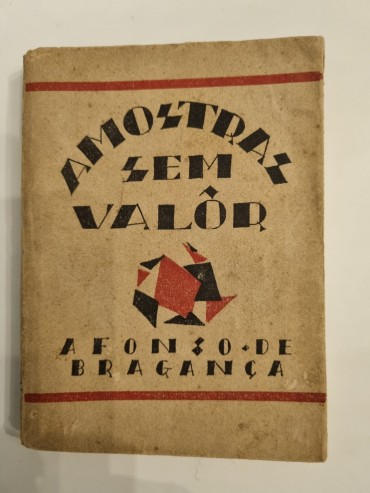 AMOSTRAS
SEM
VALÔR
AFONSO DE
BRAGANÇA